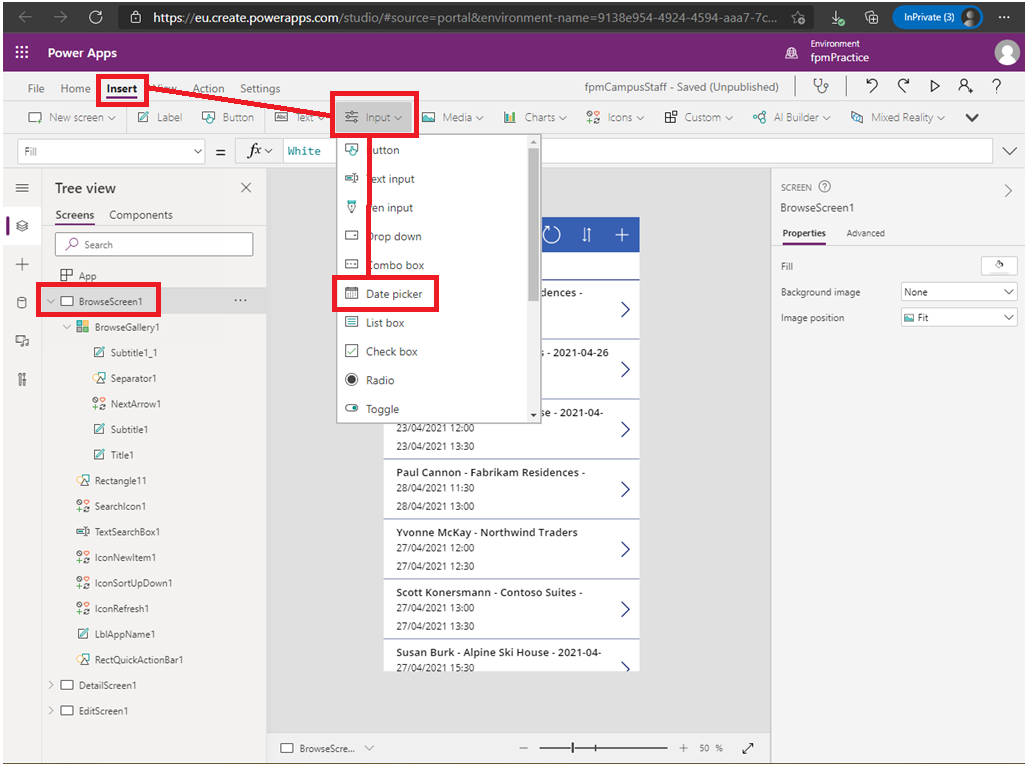 https://eu.create.powerapps.com/studio/#source=portal&environment-name=9138e954-4924-4594-aaa7-7c...
InPrivate (3)
Power Apps
Environment
fpmPractice
File Home Insert View Action Settings
fpmCampusStaff - Saved (Unpublished)
New screen Label Button Text Input Media Charts Icons Custom AI Builder Mixed Reality
Fill = fx White
Tree view
Screens Components
Search
App
BrowseScreen1 ...
BrowseGallery1
Subtitle1_1
Separator1
NextArrow1
Subtitle1
Title1
Rectangle11
SearchIcon1
TextSearchBox1
IconNewItem1
IconSortUpDown1
IconRefresh1
LblAppName1
RectQuickActionBar1
DetailScreen1
EditScreen1
Button
Text input
Pen input
Drop down
Combo box
Date picker
List box
Check box
Radio
Toggle
- 2021-04-26
2021-04-
23/04/2021 12:00
23/04/2021 13:30
Paul Cannon - Fabrikam Residences -
28/04/2021 11:30
28/04/2021 13:00
Yvonne McKay - Northwind Traders
27/04/2021 12:00
27/04/2021 12:30
Scott Konersmann - Contoso Suites -
27/04/2021 13:00
27/04/2021 13:30
Susan Burk - Alpine Ski House - 2021-04-
27/04/2021 15:30
BrowseScre...
50 %
SCREEN
BrowseScreen1
Properties Advanced
Fill
Background image None
Image position Fit